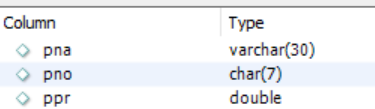 Column Type
pna varchar(30)
pno char(7)
ppr double